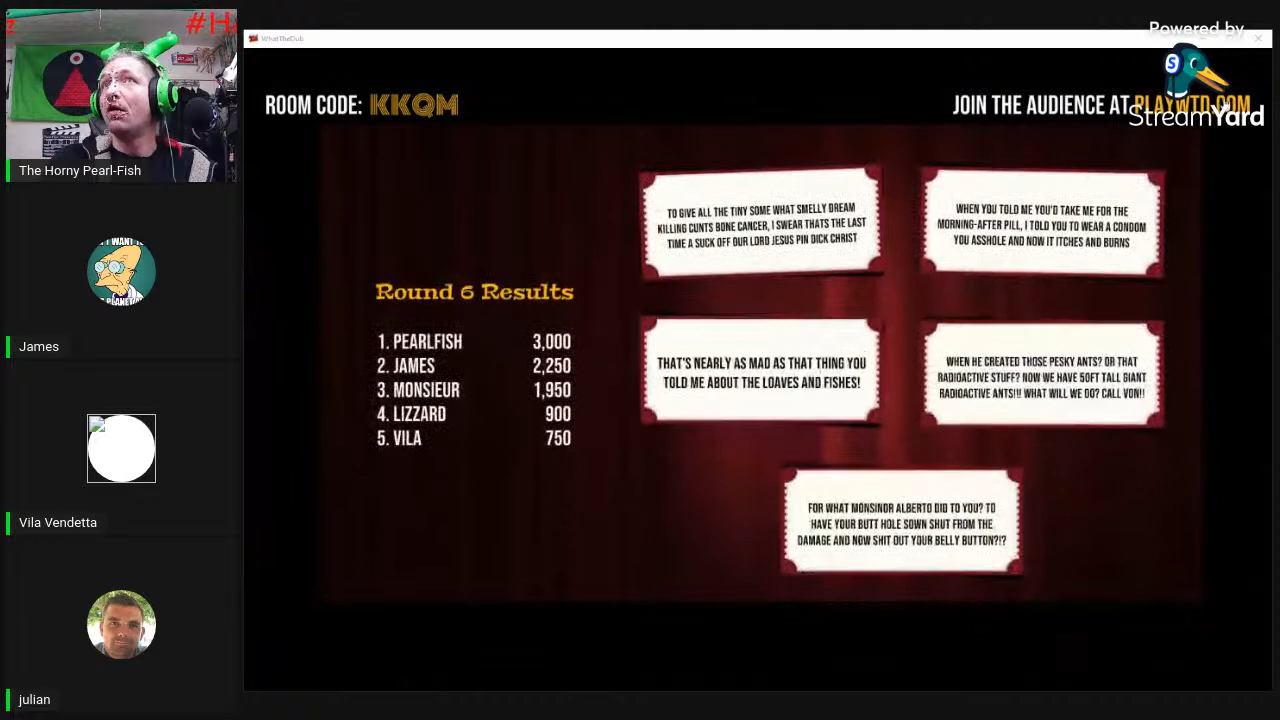 #H
The Horny Pearl-Fish
James
Vila Vendetta
julian
WhatTheDub
Powered by
StreamYard
ROOM CODE: KKQM
JOIN THE AUDIENCE AT PLAYWTD.COM
Round 6 Results
1. PEARLFISH 3,000
2. JAMES 2,250
3. MONSIEUR 1,950
4. LIZZARD 900
5. VILA 750
TO GIVE ALL THE TINY SOME WHAT SMELLY DREAM
KILLING CUNTS BONE CANCER, I SWEAR THATS THE LAST
TIME A SUCK OFF OUR LORD JESUS PIN DICK CHRIST
WHEN YOU TOLD ME YOU'D TAKE ME FOR THE
MORNING-AFTER PILL, I TOLD YOU TO WEAR A CONDOM
YOU ASSHOLE AND NOW IT ITCHES AND BURNS
THAT'S NEARLY AS MAD AS THAT THING YOU
TOLD ME ABOUT THE LOAVES AND FISHES!
WHEN HE CREATED THOSE PESKY ANTS? OR THAT
RADIOACTIVE STUFF? NOW WE HAVE 50FT TALL GIANT
RADIOACTIVE ANTS!!! WHAT WILL WE DO? CALL VON!!
FOR WHAT MONSINOR ALBERTO DID TO YOU? TO
HAVE YOUR BUTT HOLE SOWN SHUT FROM THE
DAMAGE AND NOW SHIT OUT YOUR BELLY BUTTON?!?